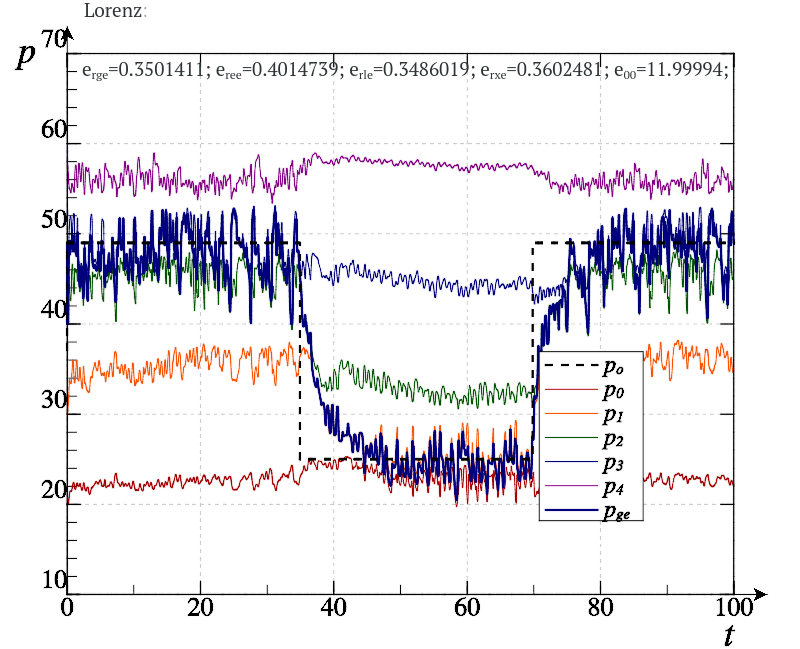 Lorenz:
p 70
e_rge=0.3501411; e_ree=0.4014739; e_rle=0.3486019; e_rxe=0.3602481; e_00=11.99994;
60
50
40
30
20
10
p_o
p_0
p_1
p_2
p_3
p_4
p_ge
0 20 40 60 80 100
t